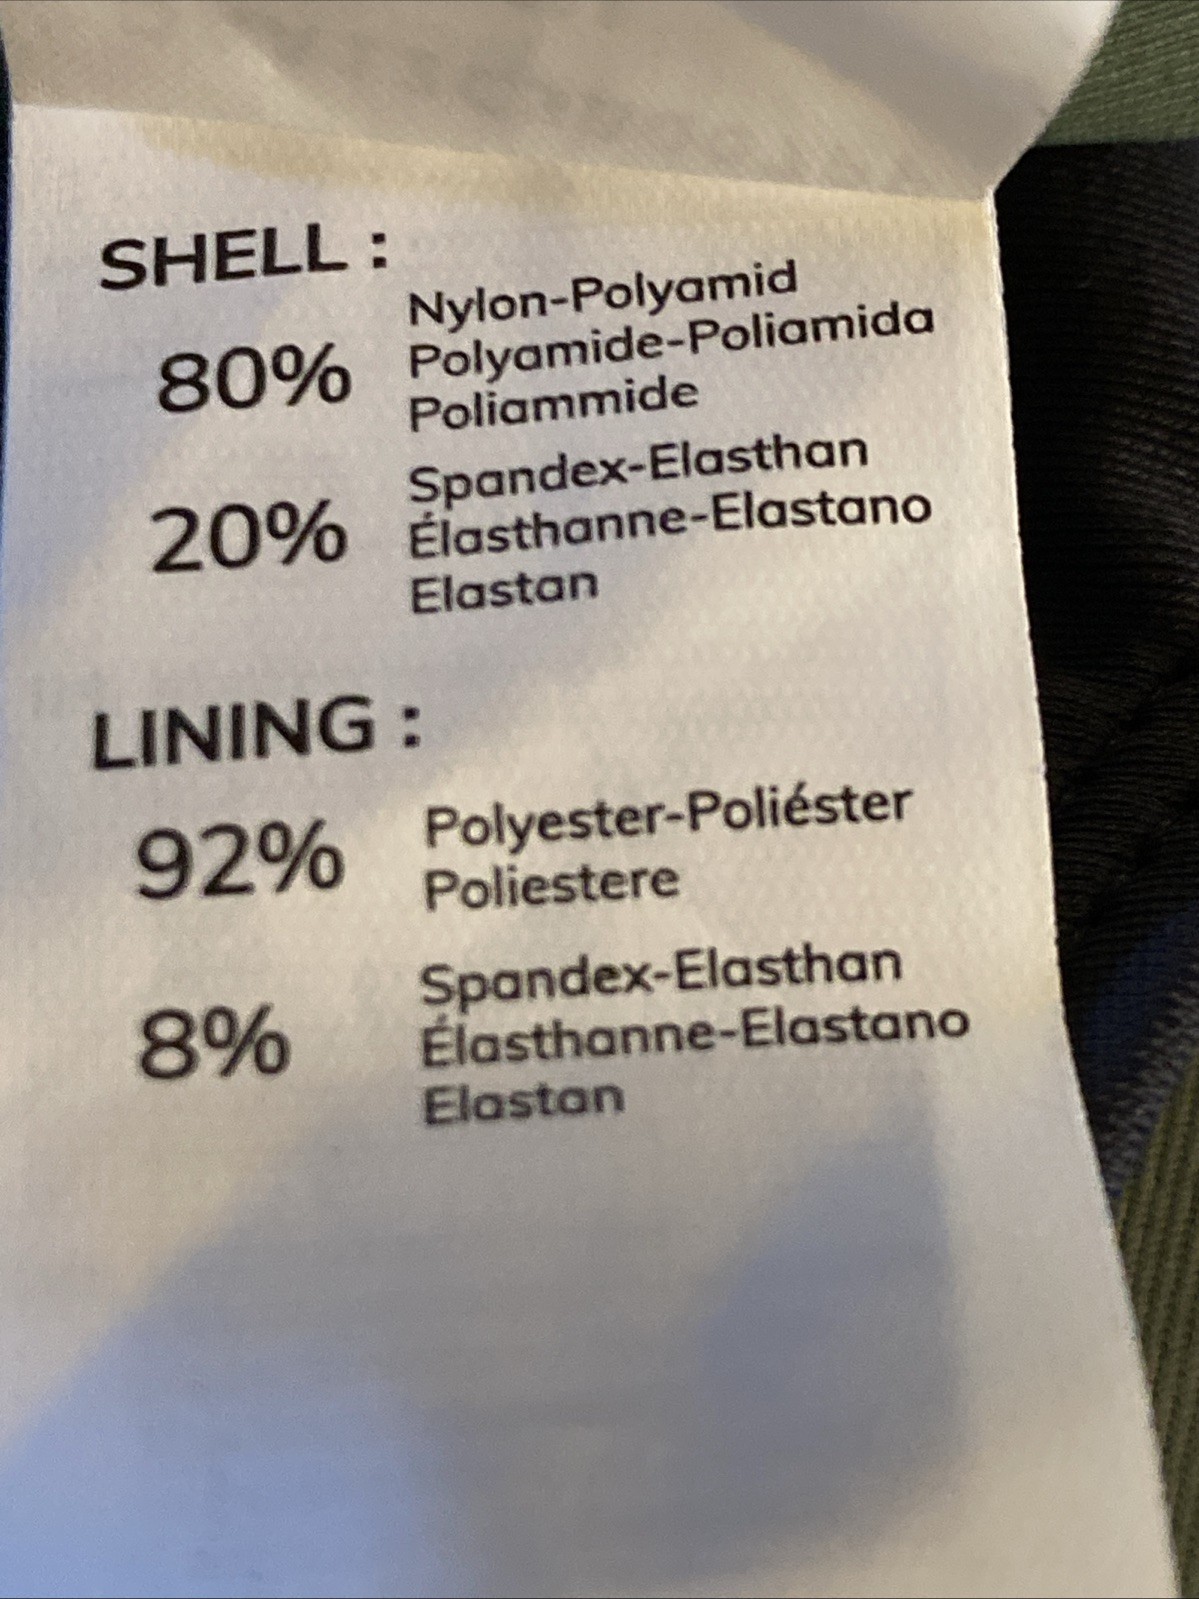 SHELL :
80% Nylon-Polyamid
Polyamide-Poliamida
Poliammide
20% Spandex-Elasthan
Élasthanne-Elastano
Elastan
LINING :
92% Polyester-Poliéster
Poliestere
8% Spandex-Elasthan
Élasthanne-Elastano
Elastan